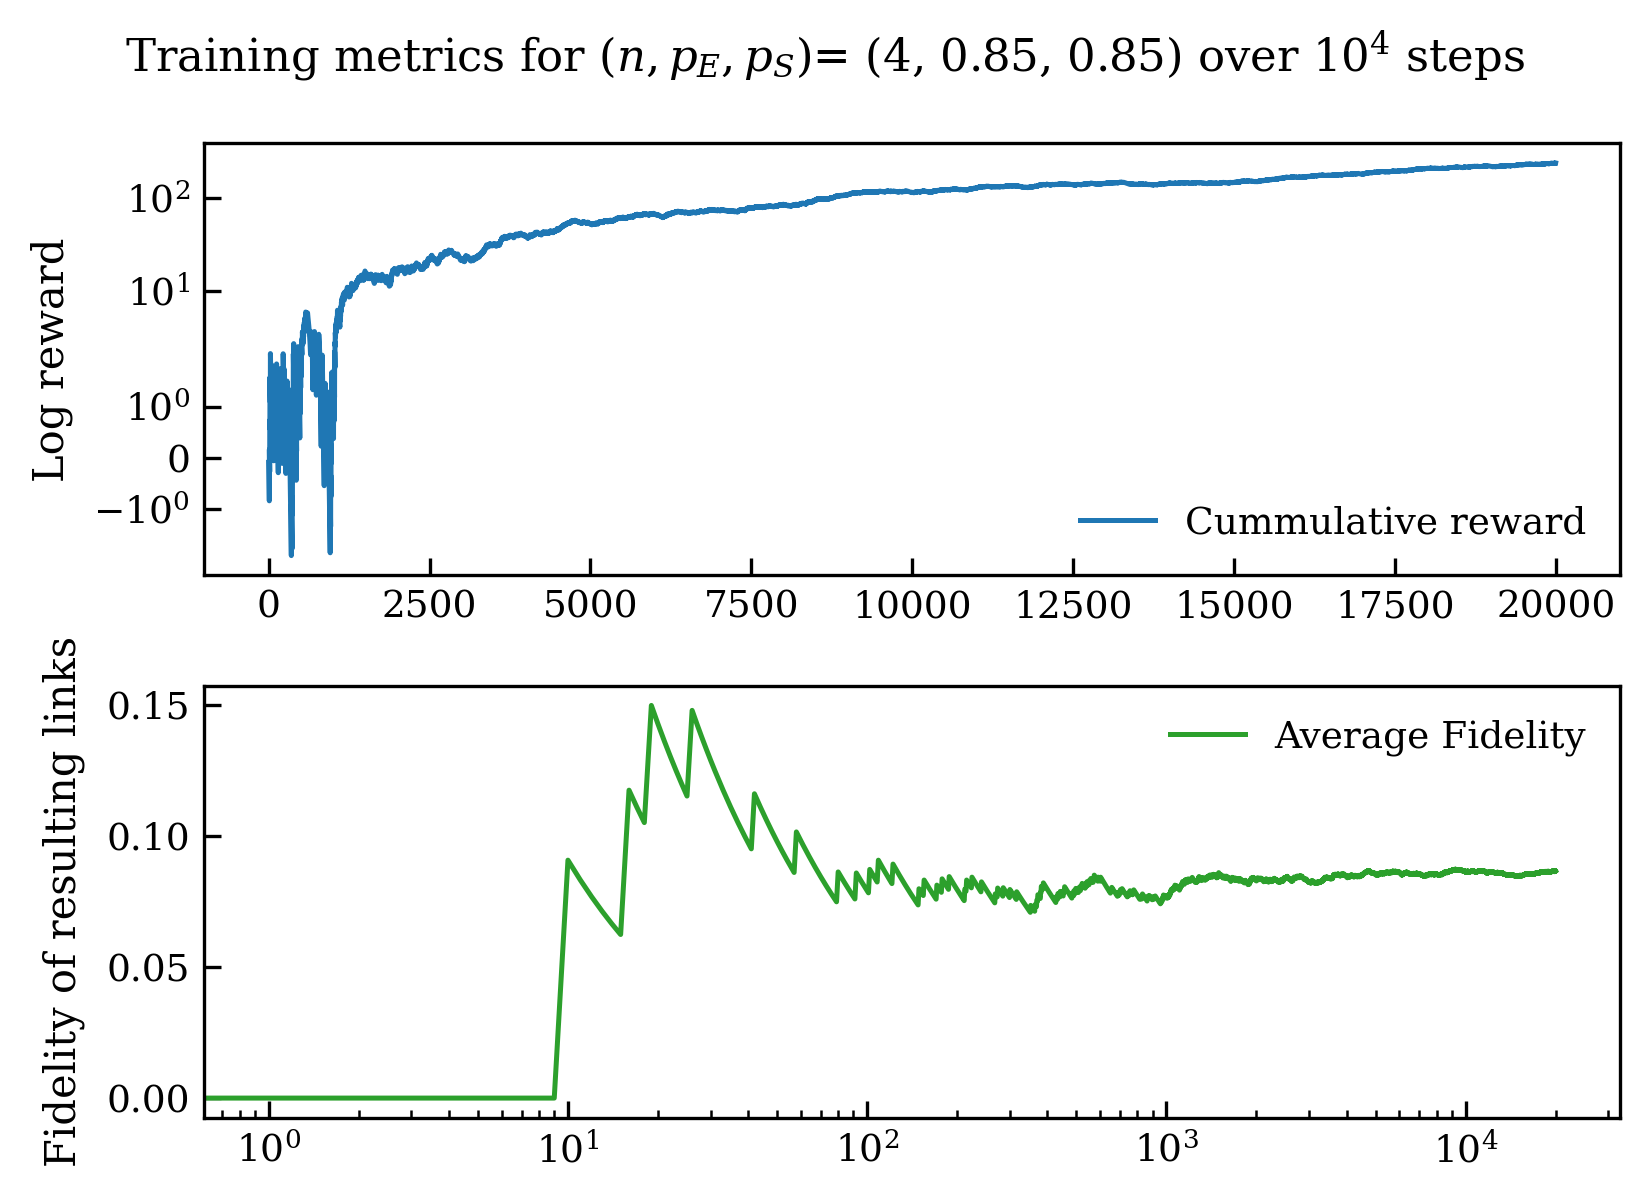 Training metrics for (n, p_E, p_S)= (4, 0.85, 0.85) over 10^4 steps
Log reward
10^2
10^1
10^0
0
−10^0
Cummulative reward
0 2500 5000 7500 10000 12500 15000 17500 20000
Fidelity of resulting links
0.15
0.10
0.05
0.00
Average Fidelity
10^0 10^1 10^2 10^3 10^4